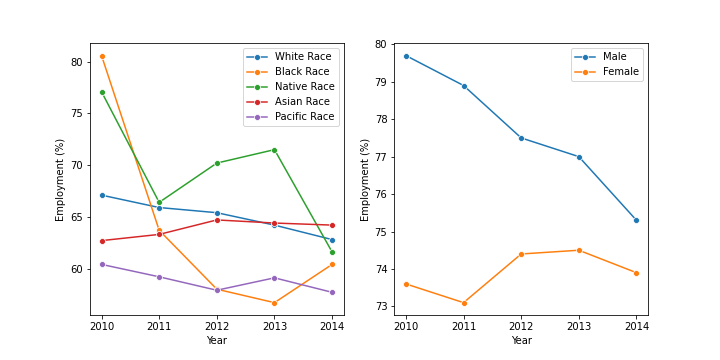 White Race
Black Race
Native Race
Asian Race
Pacific Race
80
75
70
65
60
Employment (%)
2010 2011 2012 2013 2014
Year
Male
Female
80
79
78
77
76
75
74
73
Employment (%)
2010 2011 2012 2013 2014
Year